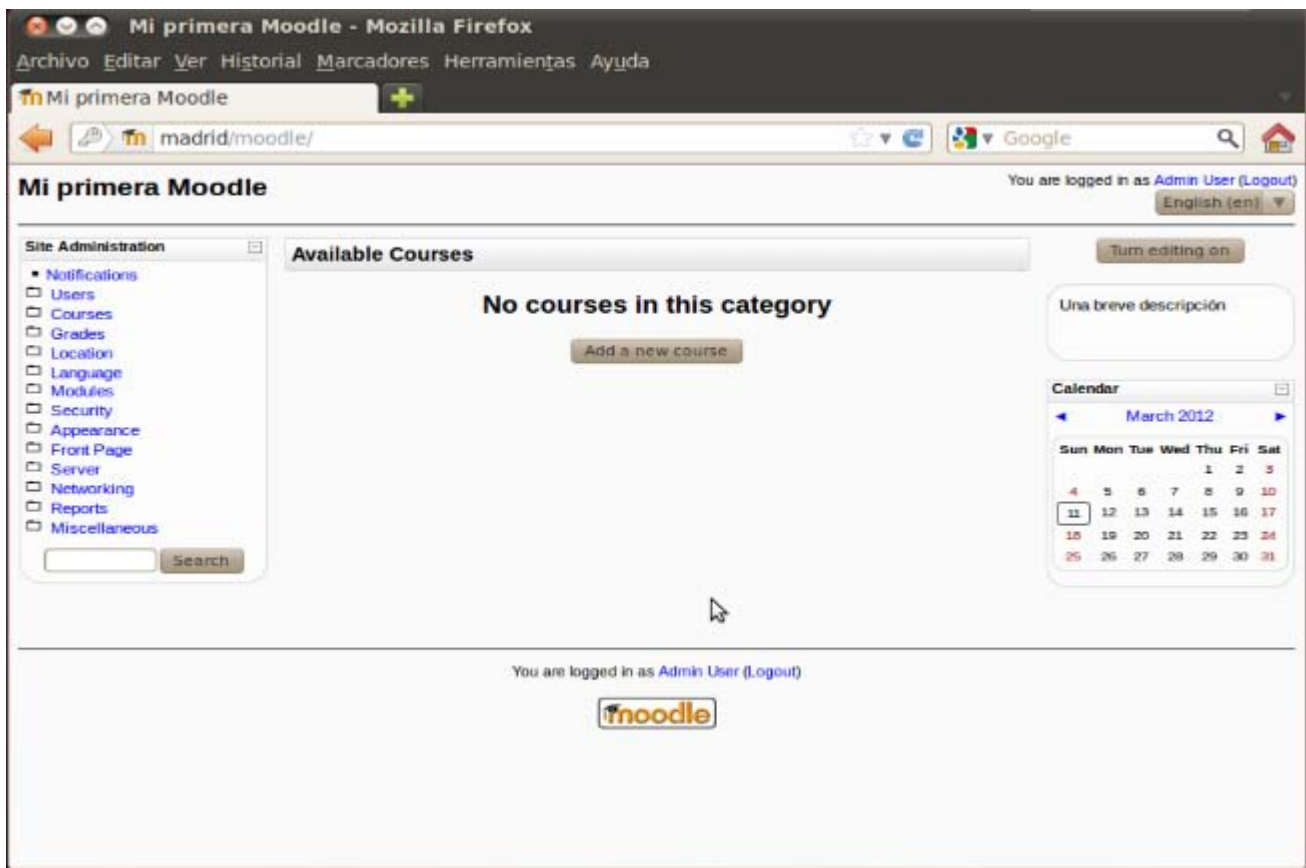 Mi primera Moodle - Mozilla Firefox
Archivo Editar Ver Historial Marcadores Herramientas Ayuda
Mi primera Moodle
madrid/moodle/
Google
Mi primera Moodle
You are logged in as Admin User (Logout)
English (en)
Site Administration
Notifications
Users
Courses
Grades
Location
Language
Modules
Security
Appearance
Front Page
Server
Networking
Reports
Miscellaneous
Search
Available Courses
No courses in this category
Add a new course
Turn editing on
Una breve descripción
Calendar
March 2012
Sun Mon Tue Wed Thu Fri Sat
1 2 3
4 5 6 7 8 9 10
11 12 13 14 15 16 17
18 19 20 21 22 23 24
25 26 27 28 29 30 31
You are logged in as Admin User (Logout)
moodle